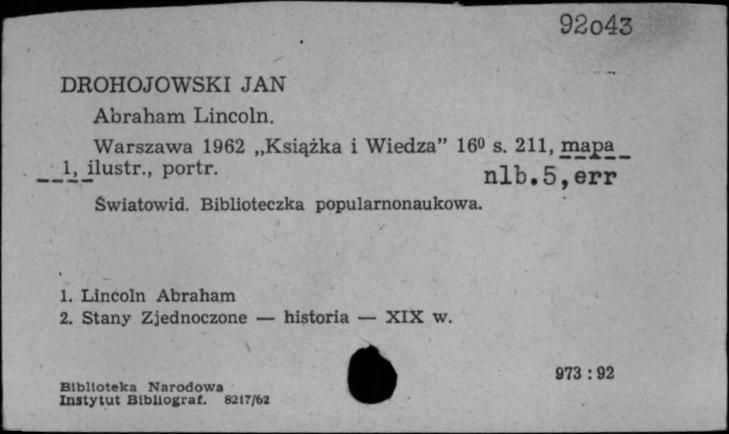 92o43
DROHOJOWSKI JAN
Abraham Lincoln.
Warszawa 1962 „Książka i Wiedza” 16⁰ s. 211, mapa
1, ilustr., portr.
nlb.5,err
Światowid. Biblioteczka popularnonaukowa.
1. Lincoln Abraham
2. Stany Zjednoczone — historia — XIX w.
973 : 92
Biblioteka Narodowa
Instytut Bibliograf. 8217/62